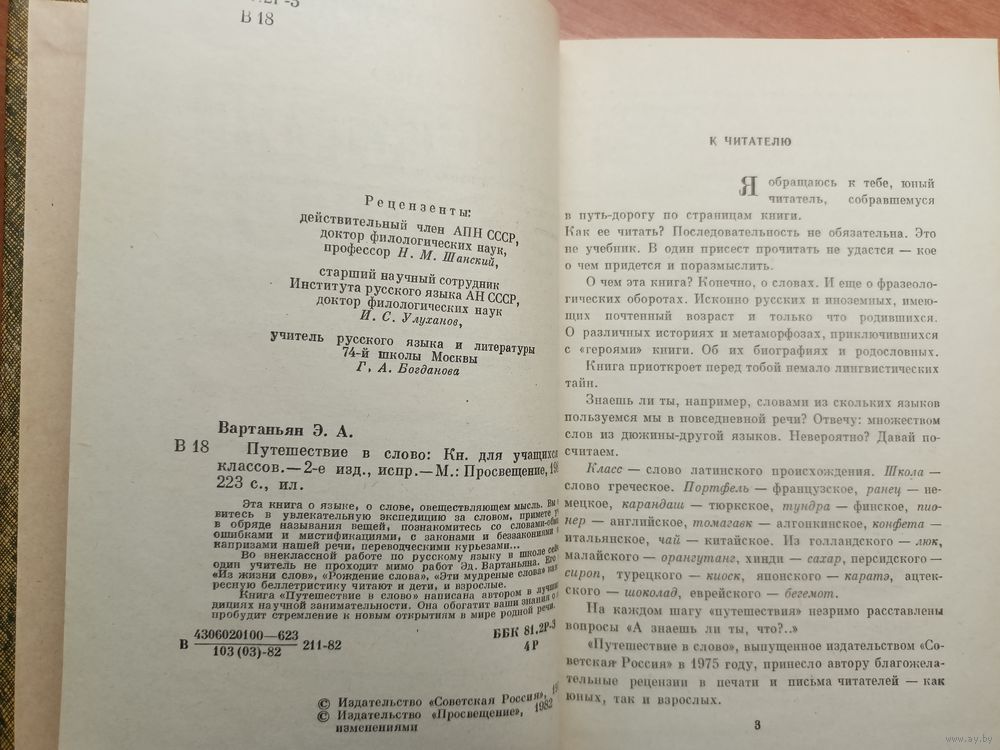 В 18
Рецензенты:
действительный член АПН СССР,
доктор филологических наук,
профессор Н. М. Шанский,
старший научный сотрудник
Института русского языка АН СССР,
доктор филологических наук
И. С. Улуханов,
учитель русского языка и литературы
74-й школы Москвы
Г. А. Богданова
Вартаньян Э. А.
В 18 Путешествие в слово: Кн. для учащихся
классов.—2-е изд., испр.—М.: Просвещение,
223 с., ил.
Эта книга о языке, о слове, овеществляющем мысль. Вы
витесь в увлекательную экспедицию за словом, примете
в обряде называния вещей, познакомитесь со
ошибками и мистификациями, с законами и беззакониями
капризами нашей речи, переводческими курьезами...
Во внеклассной работе по русскому языку в школе
один учитель не проходит мимо работ Эд. Вартаньяна. Его
«Из жизни слов», «Рождение слова», «Эти мудреные слова»
ресную беллетристику читают и дети, и взрослые.
Книга «Путешествие в слово» написана автором в
дициях научной занимательности. Она обогатит ваши знания
пробудит стремление к новым открытиям в мире родной речи.
В 4306020100—623
103 (03)-82 211-82
ББК 81.2Р-3
4Р
© Издательство «Советская Россия»,
© Издательство «Просвещение», 1982
изменениями
К ЧИТАТЕЛЮ
Я обращаюсь к тебе, юный
читатель, собравшемуся
в путь-дорогу по страницам книги.
Как ее читать? Последовательность не обязательна. Это
не учебник. В один присест прочитать не удастся — кое
о чем придется и поразмыслить.
О чем эта книга? Конечно, о словах. И еще о фразеоло-
гических оборотах. Исконно русских и иноземных, имею-
щих почтенный возраст и только что родившихся.
О различных историях и метаморфозах, приключившихся
с «героями» книги. Об их биографиях и родословных.
Книга приоткроет перед тобой немало лингвистических
тайн.
Знаешь ли ты, например, словами из скольких языков
пользуемся мы в повседневной речи? Отвечу: множеством
слов из дюжины-другой языков. Невероятно? Давай по-
считаем.
Класс — слово латинского происхождения. Школа —
слово греческое. Портфель — французское, ранец — не-
мецкое, карандаш — тюркское, тундра — финское, пио-
нер — английское, томагавк — алгонкинское, конфета —
итальянское, чай — китайское. Из голландского — люк,
малайского — орангутанг, хинди — сахар, персидского —
сироп, турецкого — киоск, японского — каратэ, ацтек-
ского — шоколад, еврейского — бегемот.
На каждом шагу «путешествия» незримо расставлены
вопросы «А знаешь ли ты, что?..»
«Путешествие в слово», выпущенное издательством «Со-
ветская Россия» в 1975 году, принесло автору благожела-
тельные рецензии в печати и письма читателей — как
юных, так и взрослых.
3
www.ay.by